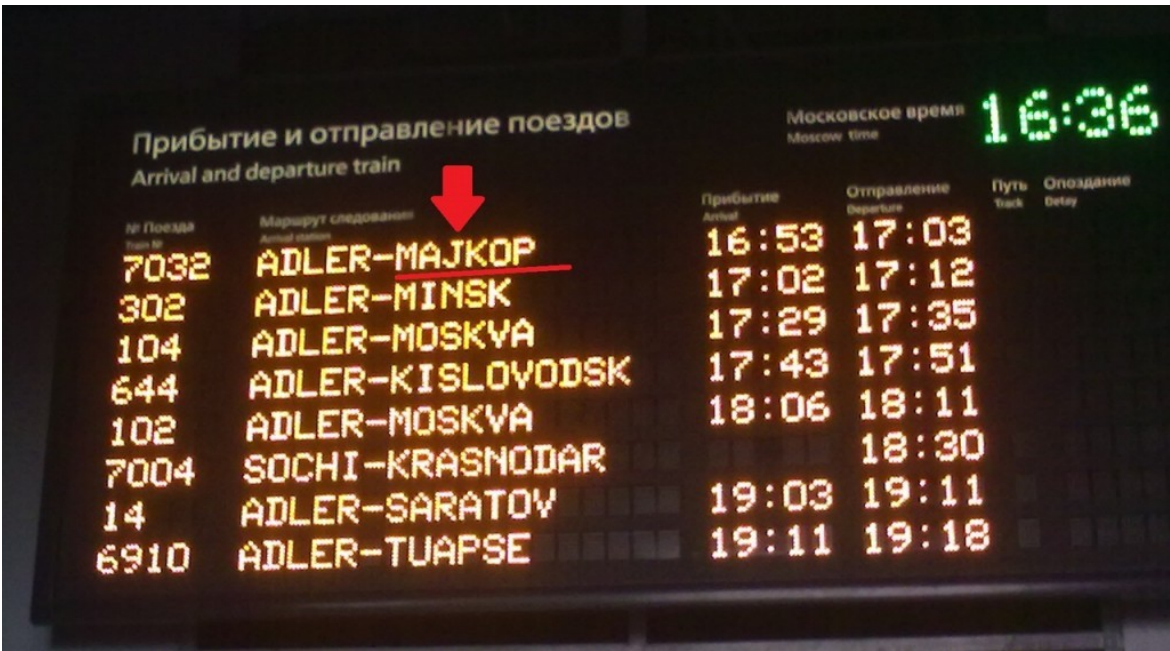 Прибытие и отправление поездов
Arrival and departure train
Московское время
Moscow time
16:36
№ Поезда Маршрут следования Прибытие Отправление Путь Опоздание
Train № Arrival station Arrival Departure Track Delay
7032 ADLER-MAJKOP 16:53 17:03
302 ADLER-MINSK 17:02 17:12
104 ADLER-MOSKVA 17:29 17:35
644 ADLER-KISLOVODSK 17:43 17:51
102 ADLER-MOSKVA 18:06 18:11
7004 SOCHI-KRASNODAR 18:30
14 ADLER-SARATOV 19:03 19:11
6910 ADLER-TUAPSE 19:11 19:18